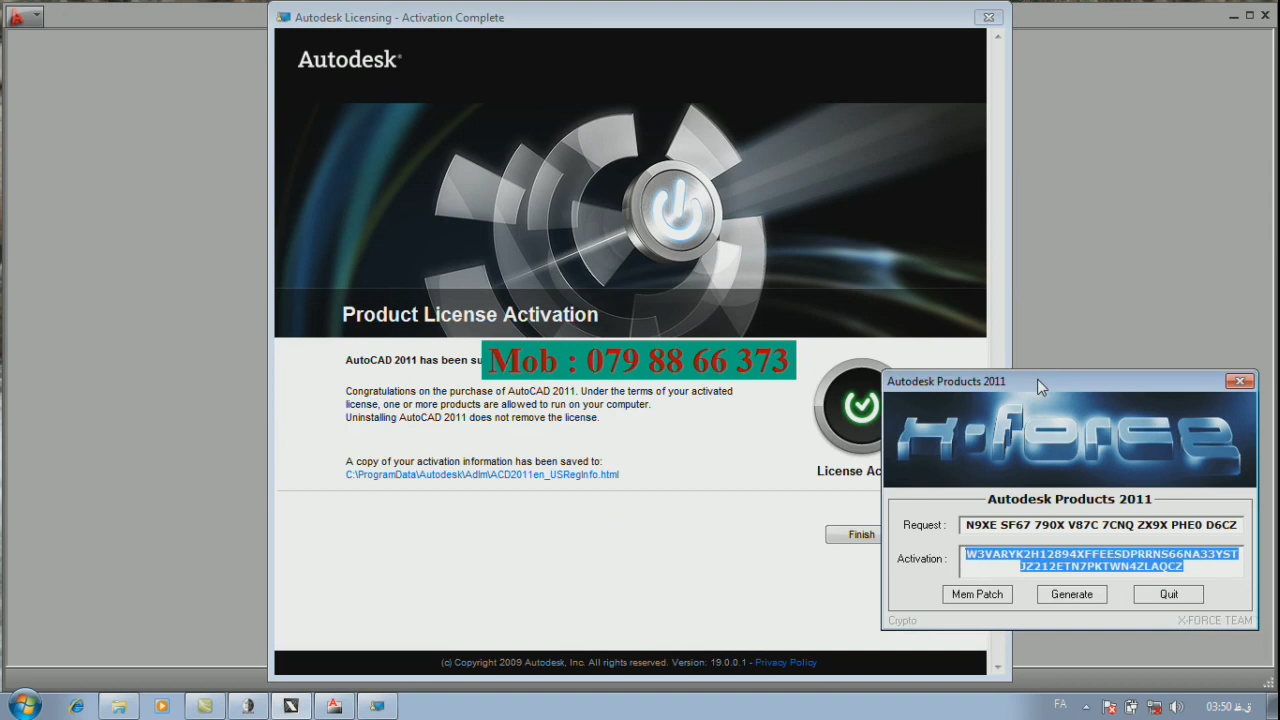 Autodesk Licensing - Activation Complete
Autodesk®
Product License Activation
AutoCAD 2011 has been su
Mob : 079 88 66 373
Congratulations on the purchase of AutoCAD 2011. Under the terms of your activated
license, one or more products are allowed to run on your computer.
Uninstalling AutoCAD 2011 does not remove the license.
A copy of your activation information has been saved to:
C:\ProgramData\Autodesk\Adlm\ACD2011en_USRegInfo.html
License Ac
Finish
(c) Copyright 2009 Autodesk, Inc. All rights reserved. Version: 19.0.0.1 - Privacy Policy
Autodesk Products 2011
x-force
Autodesk Products 2011
Request : N9XE SF67 790X V87C 7CNQ ZX9X PHE0 D6CZ
Activation : W3VARYK2H12894XFFEESDPRRNS66NA33YST
JZ212ETN7PKTWN4ZLAQCZ
Mem Patch Generate Quit
Crypto X-FORCE TEAM
FA 03:50 ق.ظ